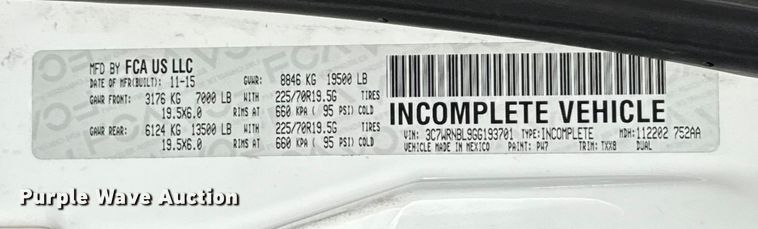 MFD BY FCA US LLC
DATE OF MFR(BUILT): 11-15 GVWR: 8846 KG 19500 LB
GAWR FRONT: 3176 KG 7000 LB WITH 225/70R19.5G
19.5X6.0 RIMS AT 660 KPA ( 95 PSI) COLD
GAWR REAR: 6124 KG 13500 LB WITH 225/70R19.5G
19.5X6.0 RIMS AT 660 KPA ( 95 PSI) COLD
INCOMPLETE VEHICLE
VIN: 3C7WRNBL9GG193701 TYPE: INCOMPLETE MDH: 112202 752AA
VEHICLE MADE IN MEXICO PAINT: PW7 TRIM: TXX8 DUAL
Purple Wave Auction